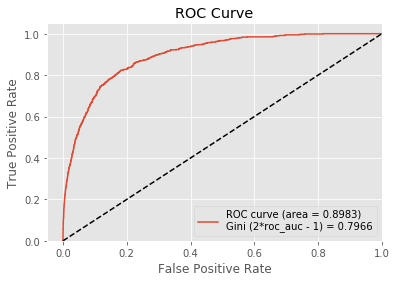 ROC Curve
True Positive Rate
1.0
0.8
0.6
0.4
0.2
0.0
ROC curve (area = 0.8983)
Gini (2*roc_auc - 1) = 0.7966
0.0 0.2 0.4 0.6 0.8 1.0
False Positive Rate